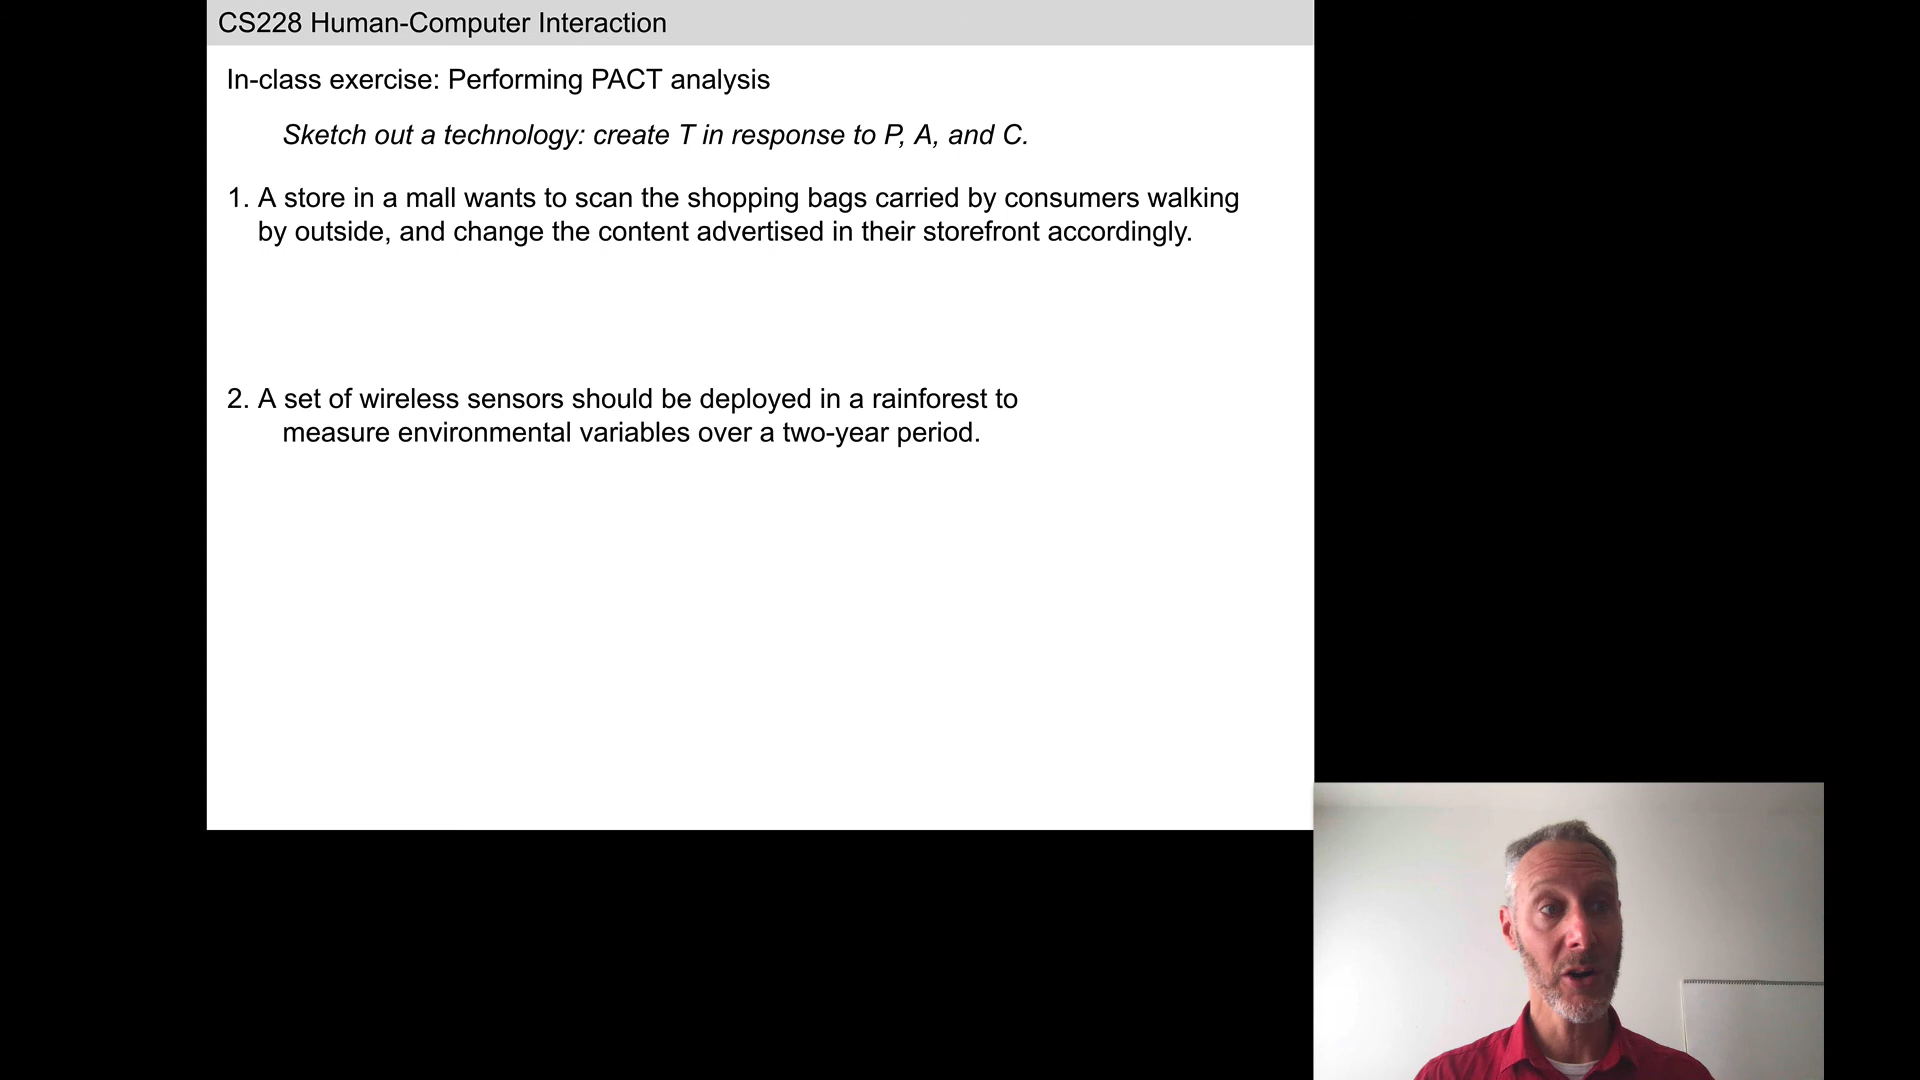 CS228 Human-Computer Interaction
In-class exercise: Performing PACT analysis
Sketch out a technology: create T in response to P, A, and C.
1. A store in a mall wants to scan the shopping bags carried by consumers walking
by outside, and change the content advertised in their storefront accordingly.
2. A set of wireless sensors should be deployed in a rainforest to
measure environmental variables over a two-year period.